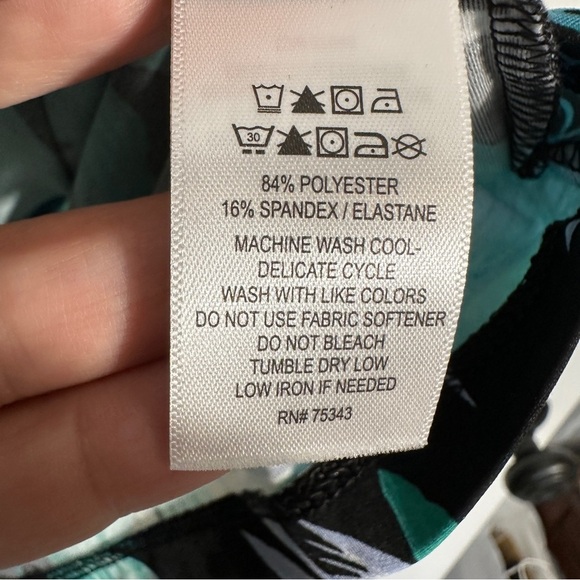 30
84% POLYESTER
16% SPANDEX / ELASTANE
MACHINE WASH COOL-
DELICATE CYCLE
WASH WITH LIKE COLORS
DO NOT USE FABRIC SOFTENER
DO NOT BLEACH
TUMBLE DRY LOW
LOW IRON IF NEEDED
RN# 75343